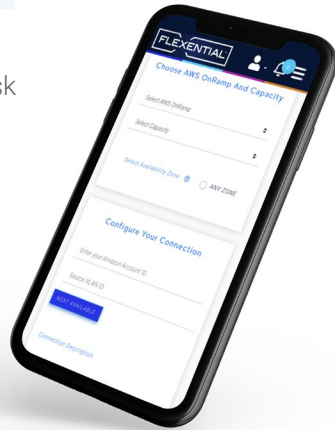 sk
FLEXENTIAL
Choose AWS OnRamp And Capacity
Select AWS OnRamp
Select Capacity
Select Availability Zone
ANY ZONE
Configure Your Connection
Enter your Amazon Account ID
Source VLAN ID
NEXT AVAILABLE
Connection Description